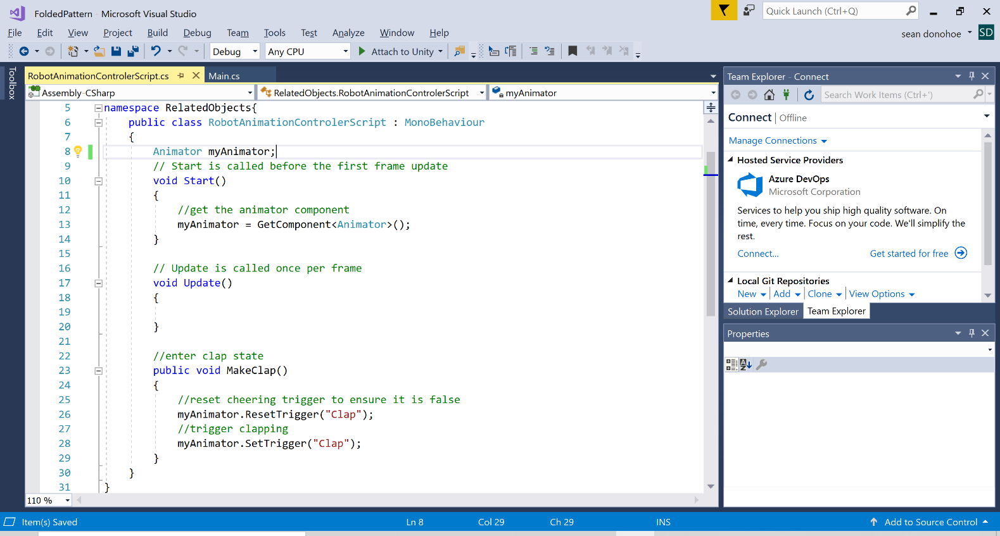 FoldedPattern - Microsoft Visual Studio
Quick Launch (Ctrl+Q)
File Edit View Project Build Debug Team Tools Test Analyze Window Help
sean donohoe SD
Debug Any CPU Attach to Unity
Toolbox
RobotAnimationControlerScript.cs Main.cs
Assembly-CSharp RelatedObjects.RobotAnimationControlerScript myAnimator
5 namespace RelatedObjects{
6 public class RobotAnimationControlerScript : MonoBehaviour
7 {
8 Animator myAnimator;
9 // Start is called before the first frame update
10 void Start()
11 {
12 //get the animator component
13 myAnimator = GetComponent<Animator>();
14 }
15
16 // Update is called once per frame
17 void Update()
18 {
19
20 }
21
22 //enter clap state
23 public void MakeClap()
24 {
25 //reset cheering trigger to ensure it is false
26 myAnimator.ResetTrigger("Clap");
27 //trigger clapping
28 myAnimator.SetTrigger("Clap");
29 }
30 }
31 }
110 %
Team Explorer - Connect
Search Work Items (Ctrl+')
Connect | Offline
Manage Connections
Hosted Service Providers
Azure DevOps
Microsoft Corporation
Services to help you ship high quality software. On
time, every time. Focus on your code. We'll simplify the
rest.
Connect... Get started for free
Local Git Repositories
New | Add | Clone | View Options
Solution Explorer Team Explorer
Properties
Item(s) Saved Ln 8 Col 29 Ch 29 INS Add to Source Control